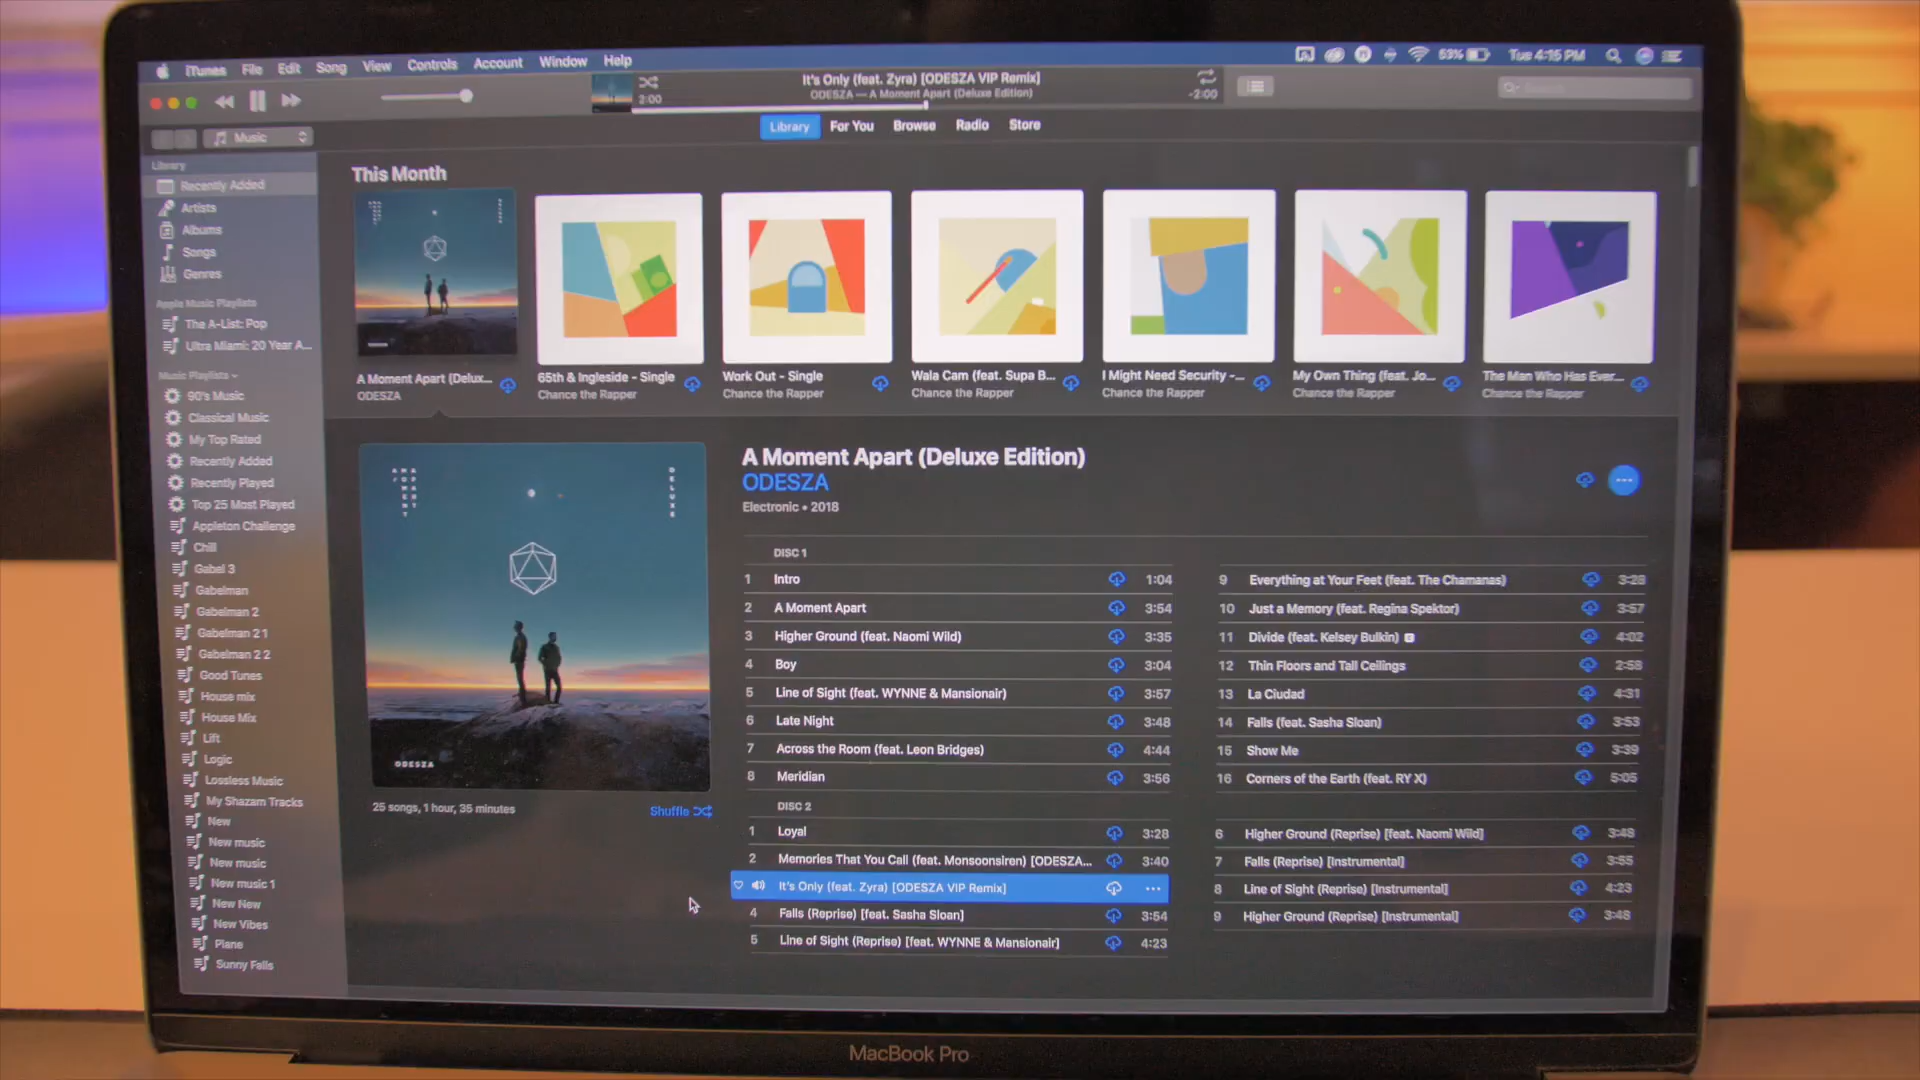 iTunes File Edit Song View Controls Account Window Help
53% Tue 4:15 PM
It's Only (feat. Zyra) [ODESZA VIP Remix]
ODESZA — A Moment Apart (Deluxe Edition)
2:00
-2:00
Search
Music
Library For You Browse Radio Store
Library
Recently Added
Artists
Albums
Songs
Genres
Apple Music Playlists
The A-List: Pop
Ultra Miami: 20 Year A...
Music Playlists
90's Music
Classical Music
My Top Rated
Recently Added
Recently Played
Top 25 Most Played
Appleton Challenge
Chill
Gabel 3
Gabelman
Gabelman 2
Gabelman 2 1
Gabelman 2 2
Good Tunes
House mix
House Mix
Lift
Logic
Lossless Music
My Shazam Tracks
New
New music
New music
New music 1
New New
New Vibes
Plane
Sunny Falls
This Month
A Moment Apart (Delux...
ODESZA
65th & Ingleside - Single
Chance the Rapper
Work Out - Single
Chance the Rapper
Wala Cam (feat. Supa B...
Chance the Rapper
I Might Need Security -...
Chance the Rapper
My Own Thing (feat. Jo...
Chance the Rapper
The Man Who Has Ever...
Chance the Rapper
A MOMENT APART
DELUXE
ODESZA
25 songs, 1 hour, 35 minutes
Shuffle
A Moment Apart (Deluxe Edition)
ODESZA
Electronic • 2018
DISC 1
1 Intro 1:04
2 A Moment Apart 3:54
3 Higher Ground (feat. Naomi Wild) 3:35
4 Boy 3:04
5 Line of Sight (feat. WYNNE & Mansionair) 3:57
6 Late Night 3:48
7 Across the Room (feat. Leon Bridges) 4:44
8 Meridian 3:56
9 Everything at Your Feet (feat. The Chamanas) 3:28
10 Just a Memory (feat. Regina Spektor) 3:57
11 Divide (feat. Kelsey Bulkin) E 4:02
12 Thin Floors and Tall Ceilings 2:58
13 La Ciudad 4:31
14 Falls (feat. Sasha Sloan) 3:53
15 Show Me 3:39
16 Corners of the Earth (feat. RY X) 5:05
DISC 2
1 Loyal 3:28
2 Memories That You Call (feat. Monsoonsiren) [ODESZA... 3:40
It's Only (feat. Zyra) [ODESZA VIP Remix]
4 Falls (Reprise) [feat. Sasha Sloan] 3:54
5 Line of Sight (Reprise) [feat. WYNNE & Mansionair] 4:23
6 Higher Ground (Reprise) [feat. Naomi Wild] 3:48
7 Falls (Reprise) [Instrumental] 3:55
8 Line of Sight (Reprise) [Instrumental] 4:23
9 Higher Ground (Reprise) [Instrumental] 3:48
MacBook Pro